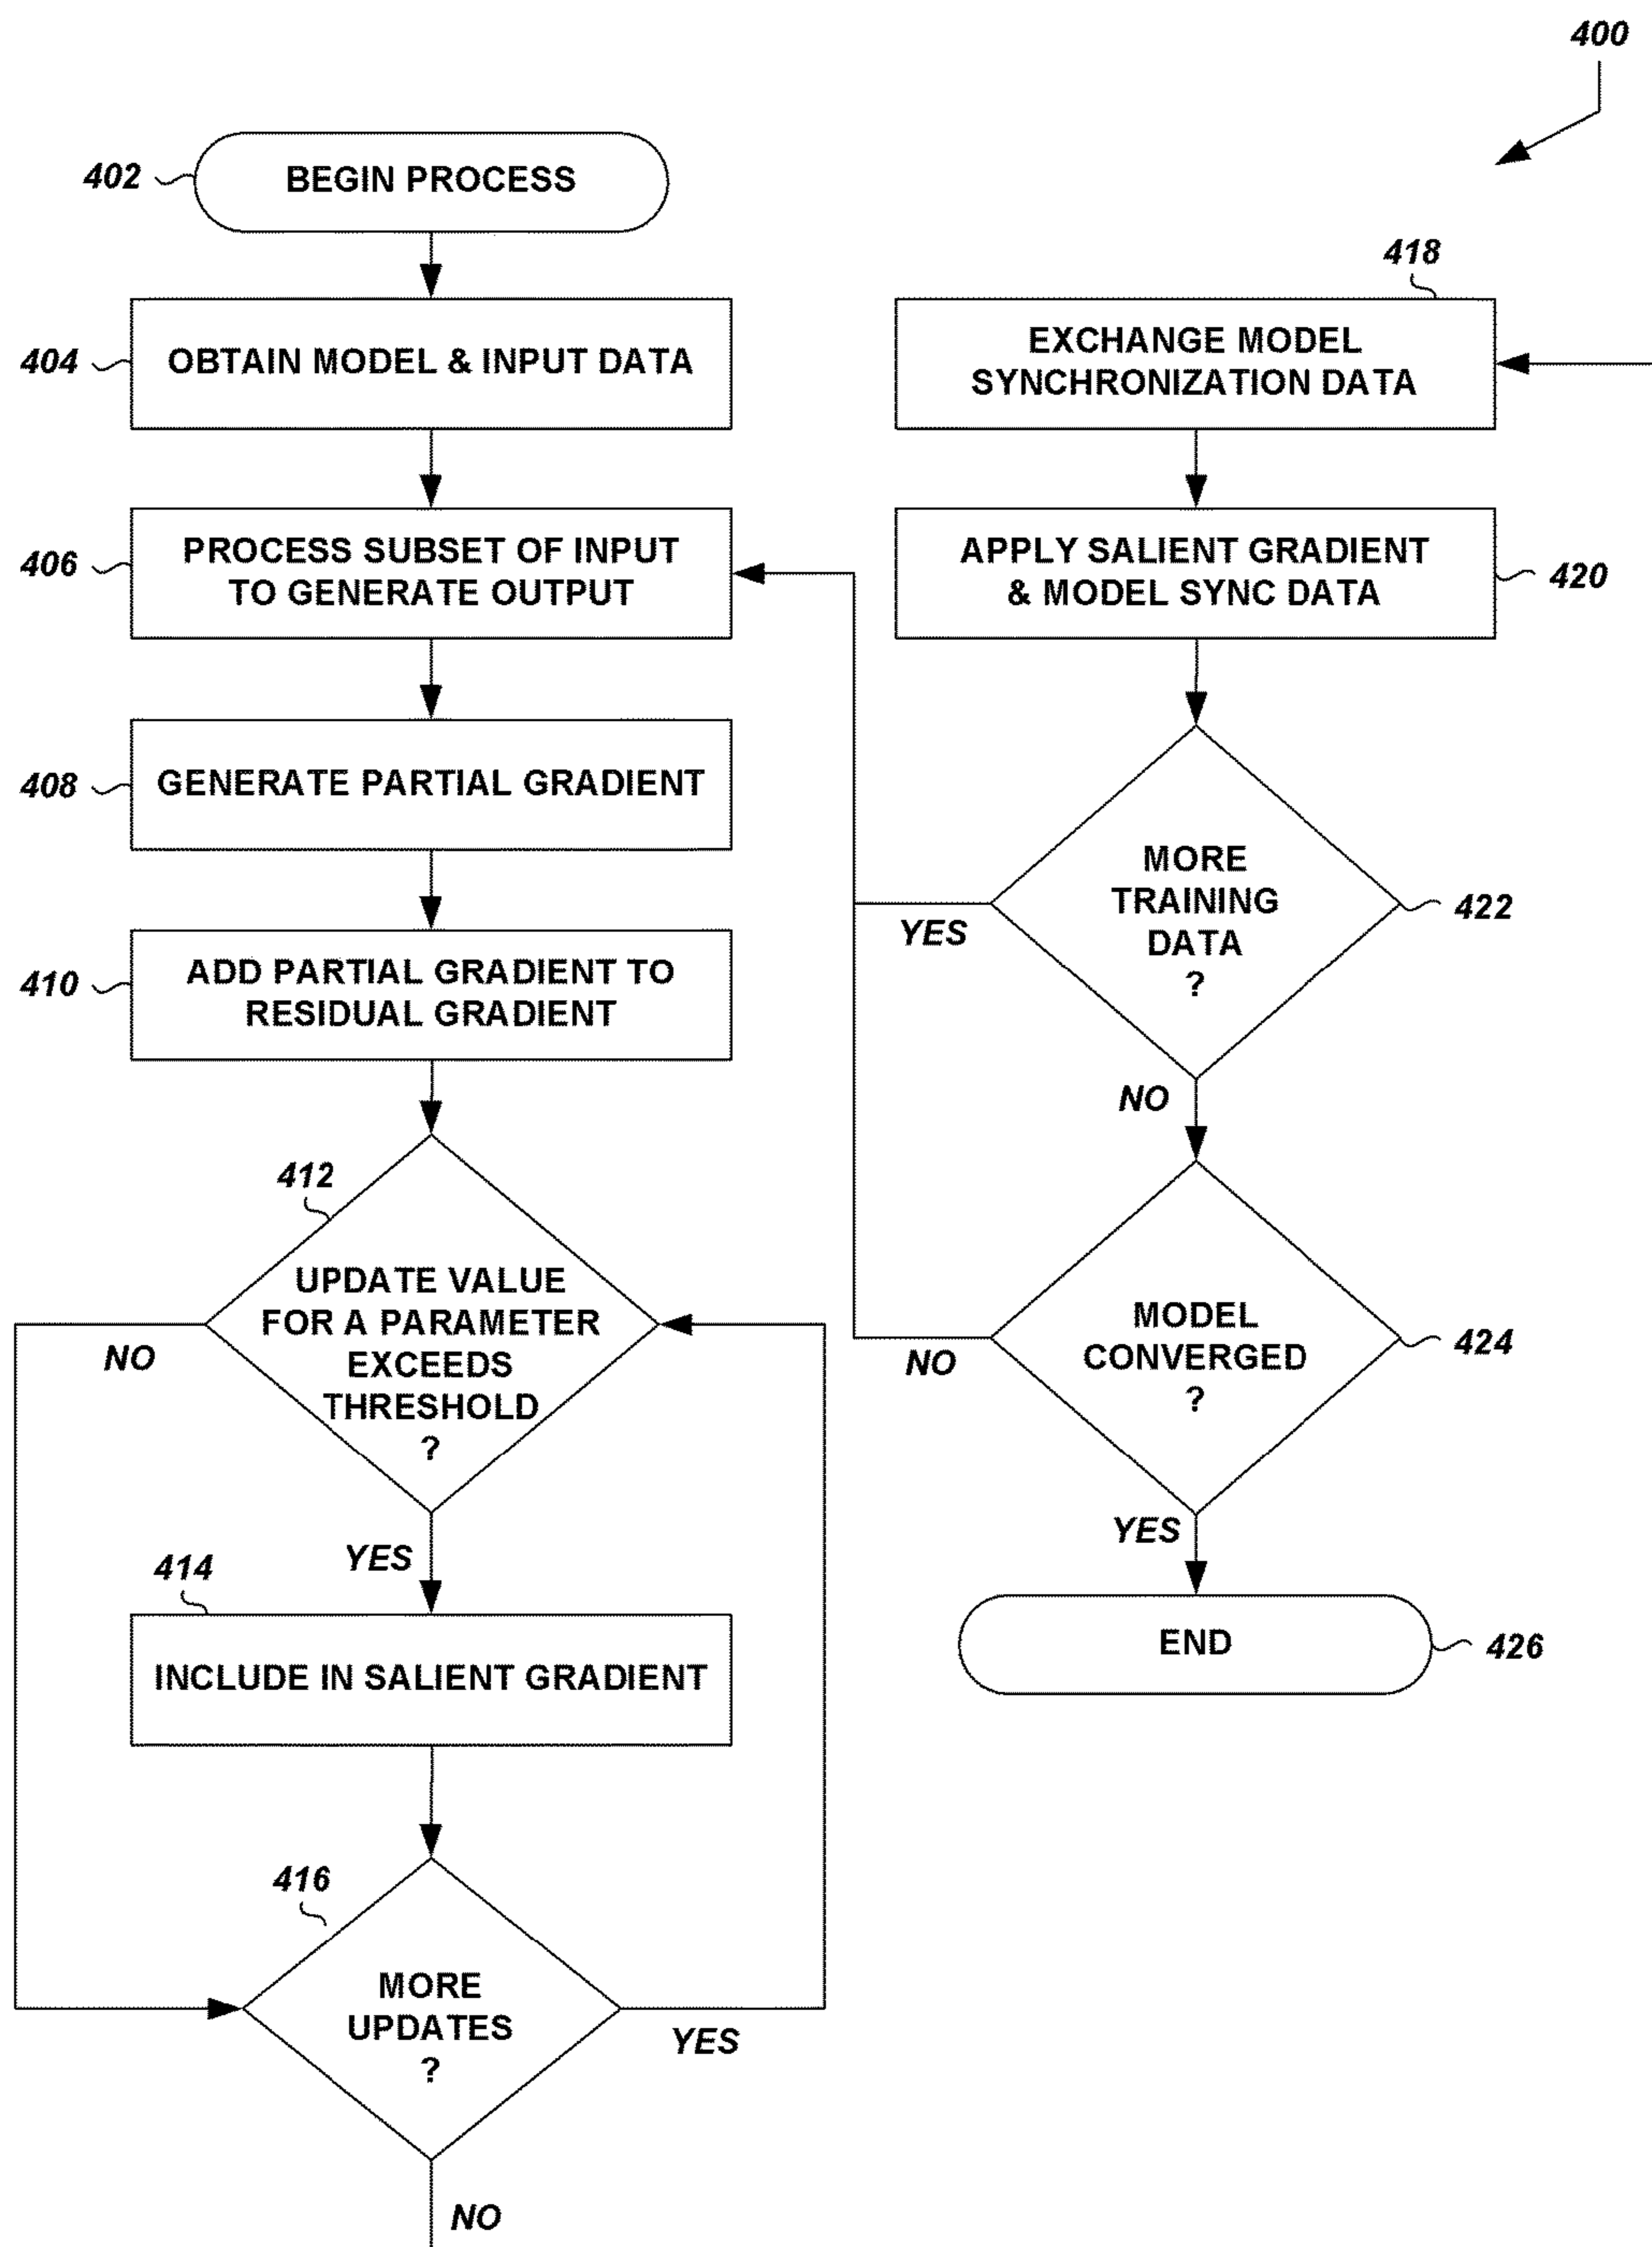 400
402
BEGIN PROCESS
404
OBTAIN MODEL & INPUT DATA
406
PROCESS SUBSET OF INPUT
TO GENERATE OUTPUT
408
GENERATE PARTIAL GRADIENT
410
ADD PARTIAL GRADIENT TO
RESIDUAL GRADIENT
412
UPDATE VALUE
FOR A PARAMETER
EXCEEDS
THRESHOLD
?
NO
YES
414
INCLUDE IN SALIENT GRADIENT
416
MORE
UPDATES
?
YES
NO
418
EXCHANGE MODEL
SYNCHRONIZATION DATA
APPLY SALIENT GRADIENT
& MODEL SYNC DATA
420
MORE
TRAINING
DATA
?
422
YES
NO
MODEL
CONVERGED
?
424
NO
YES
END
426